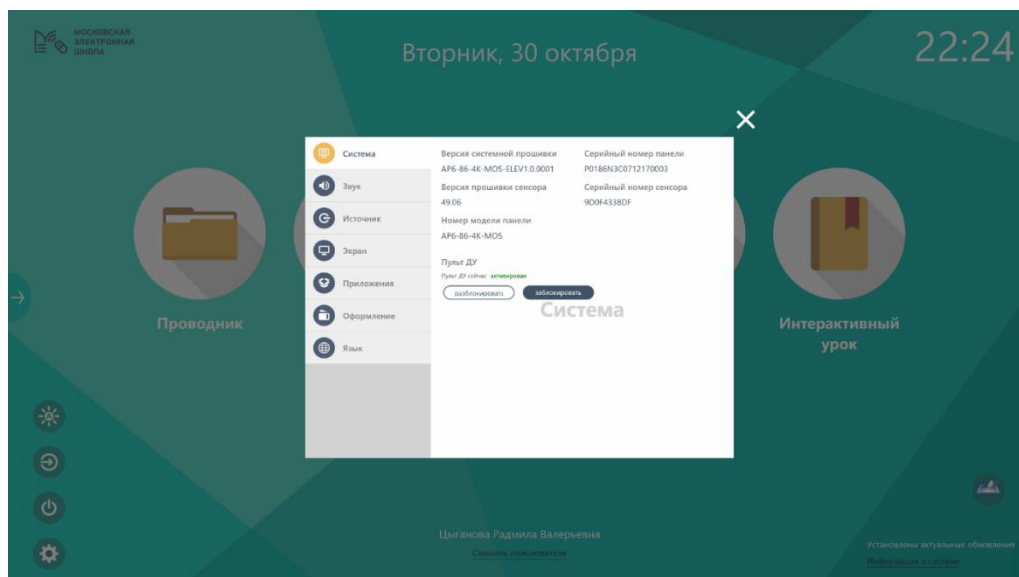 МОСКОВСКАЯ
ЭЛЕКТРОННАЯ
ШКОЛА
Вторник, 30 октября
22:24
Система
Звук
Источник
Экран
Приложения
Оформление
Язык
Версия системной прошивки
AP6-86-4K-MOS-ELEV1.0.0001
Версия прошивки сенсора
49.06
Номер модели панели
AP6-86-4K-MOS
Серийный номер панели
P0186N3C0712170003
Серийный номер сенсора
9D0F4338DF
Пульт ДУ
Пульт ДУ сейчас активирован
разблокировать
заблокировать
Система
Проводник
Интерактивный
урок
Цыганова Радмила Валерьевна
Сменить пользователя
Установлены актуальные обновления
Информация о системе